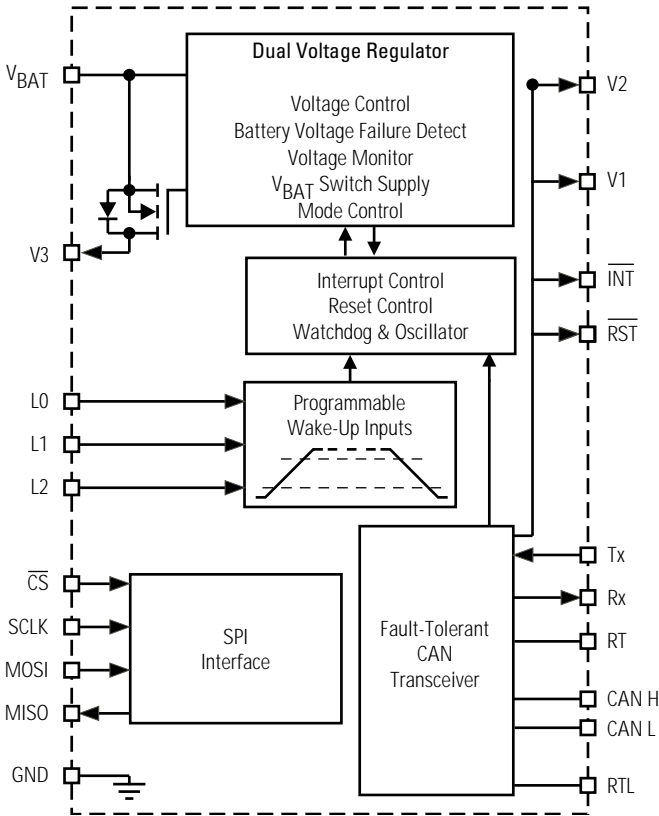 Dual Voltage Regulator
Voltage Control
Battery Voltage Failure Detect
Voltage Monitor
VBAT Switch Supply
Mode Control
VBAT
V3
V2
V1
INT
RST
Interrupt Control
Reset Control
Watchdog & Oscillator
L0
L1
L2
Programmable
Wake-Up Inputs
CS
SCLK
MOSI
MISO
GND
SPI
Interface
Fault-Tolerant
CAN
Transceiver
Tx
Rx
RT
CAN H
CAN L
RTL